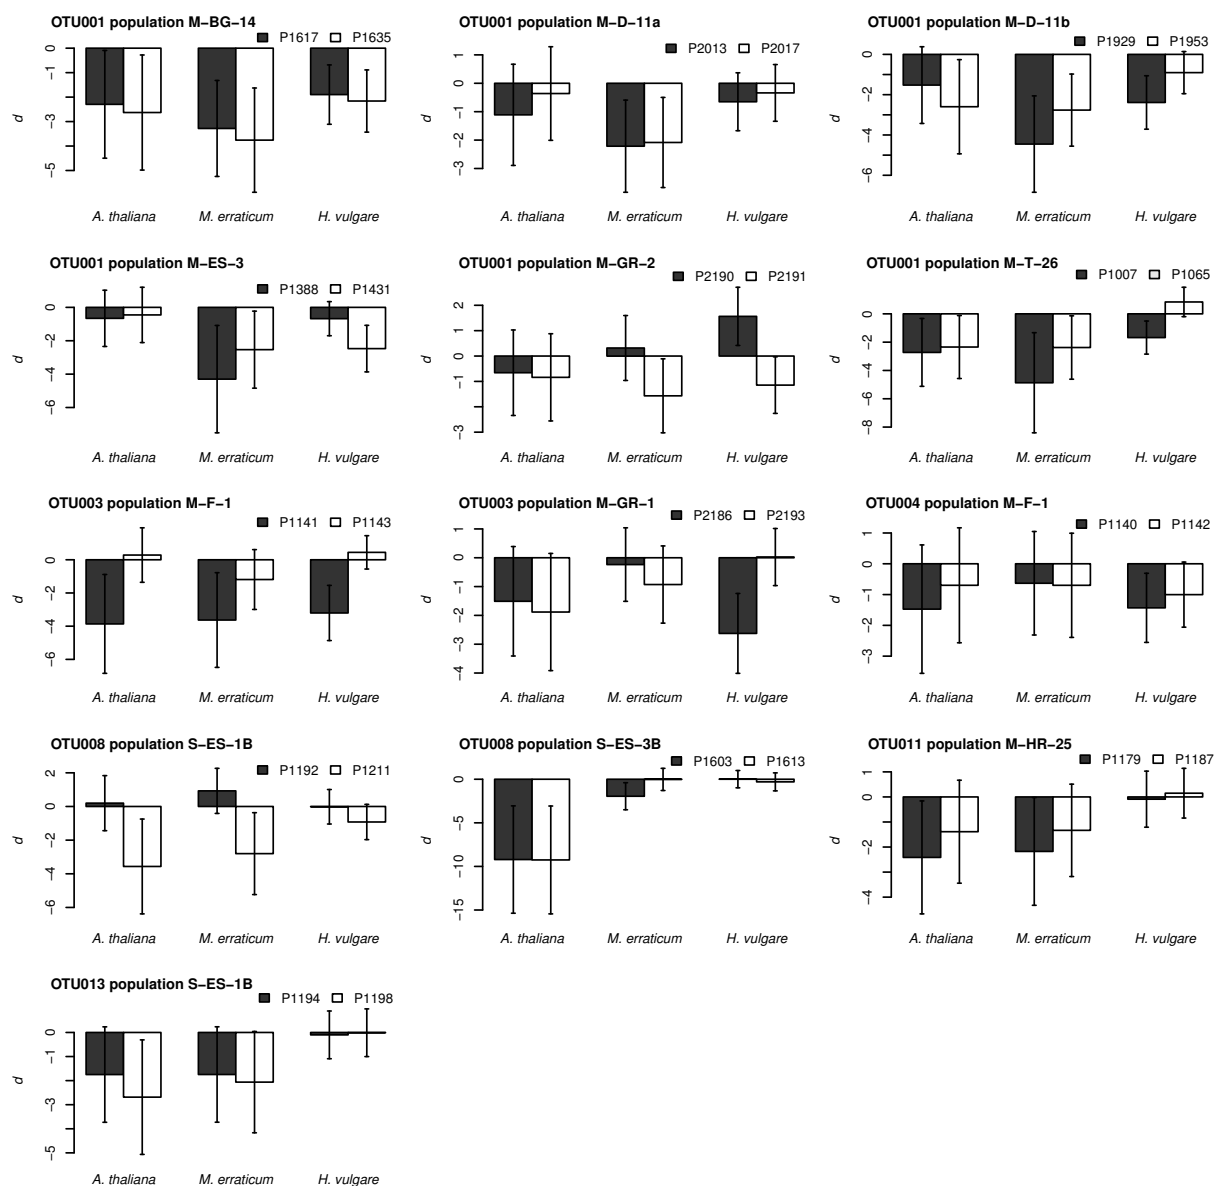 OTU001 population M−BG−14
P1617 P1635
0
−1
−3
−5
d
A. thaliana M. erraticum H. vulgare
OTU001 population M−D−11a
P2013 P2017
1
0
−1
−2
−3
d
A. thaliana M. erraticum H. vulgare
OTU001 population M−D−11b
P1929 P1953
0
−2
−4
−6
d
A. thaliana M. erraticum H. vulgare
OTU001 population M−ES−3
P1388 P1431
0
−2
−4
−6
d
A. thaliana M. erraticum H. vulgare
OTU001 population M−GR−2
P2190 P2191
2
1
0
−1
−3
d
A. thaliana M. erraticum H. vulgare
OTU001 population M−T−26
P1007 P1065
0
−2
−4
−6
−8
d
A. thaliana M. erraticum H. vulgare
OTU003 population M−F−1
P1141 P1143
0
−2
−4
−6
d
A. thaliana M. erraticum H. vulgare
OTU003 population M−GR−1
P2186 P2193
1
0
−1
−2
−3
−4
d
A. thaliana M. erraticum H. vulgare
OTU004 population M−F−1
P1140 P1142
1
0
−1
−2
−3
d
A. thaliana M. erraticum H. vulgare
OTU008 population S−ES−1B
P1192 P1211
2
0
−2
−4
−6
d
A. thaliana M. erraticum H. vulgare
OTU008 population S−ES−3B
P1603 P1613
0
−5
−10
−15
d
A. thaliana M. erraticum H. vulgare
OTU011 population M−HR−25
P1179 P1187
1
0
−2
−4
d
A. thaliana M. erraticum H. vulgare
OTU013 population S−ES−1B
P1194 P1198
0
−1
−3
−5
d
A. thaliana M. erraticum H. vulgare